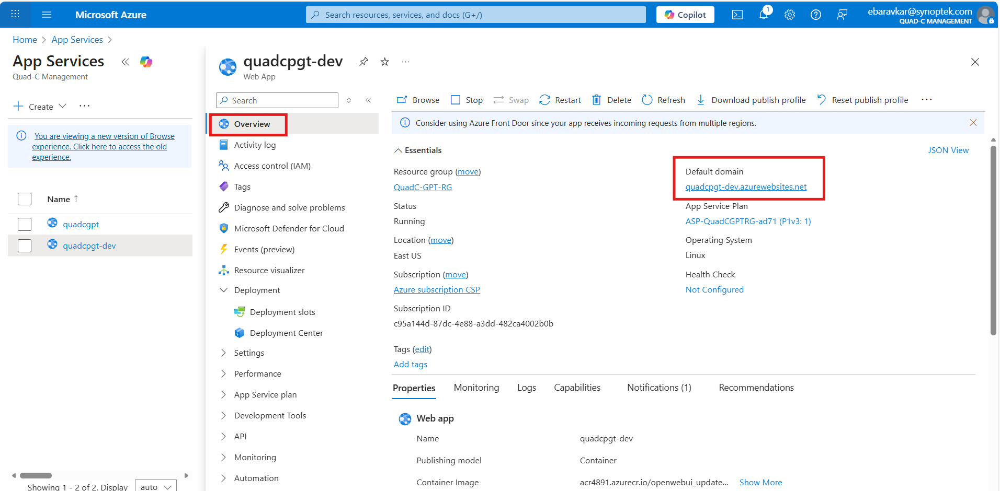 Microsoft Azure
Search resources, services, and docs (G+/)
Copilot
1
ebaravkar@synoptek.com
QUAD-C MANAGEMENT
Home > App Services >
App Services
Quad-C Management
Create
You are viewing a new version of Browse
experience. Click here to access the old
experience.
Name ↑
quadcgpt
quadcpgt-dev
Showing 1 - 2 of 2. Display auto
quadcpgt-dev
Web App
Search
Overview
Activity log
Access control (IAM)
Tags
Diagnose and solve problems
Microsoft Defender for Cloud
Events (preview)
Resource visualizer
Deployment
Deployment slots
Deployment Center
Settings
Performance
App Service plan
Development Tools
API
Monitoring
Automation
Browse Stop Swap Restart Delete Refresh Download publish profile Reset publish profile
Consider using Azure Front Door since your app receives incoming requests from multiple regions.
Essentials
JSON View
Resource group (move)
QuadC-GPT-RG
Status
Running
Location (move)
East US
Subscription (move)
Azure subscription CSP
Subscription ID
c95a144d-87dc-4e88-a3dd-482ca4002b0b
Default domain
quadcpgt-dev.azurewebsites.net
App Service Plan
ASP-QuadCGPTRG-ad71 (P1v3: 1)
Operating System
Linux
Health Check
Not Configured
Tags (edit)
Add tags
Properties Monitoring Logs Capabilities Notifications (1) Recommendations
Web app
Name quadcpgt-dev
Publishing model Container
Container Image acr4891.azurecr.io/openwebui_update... Show More